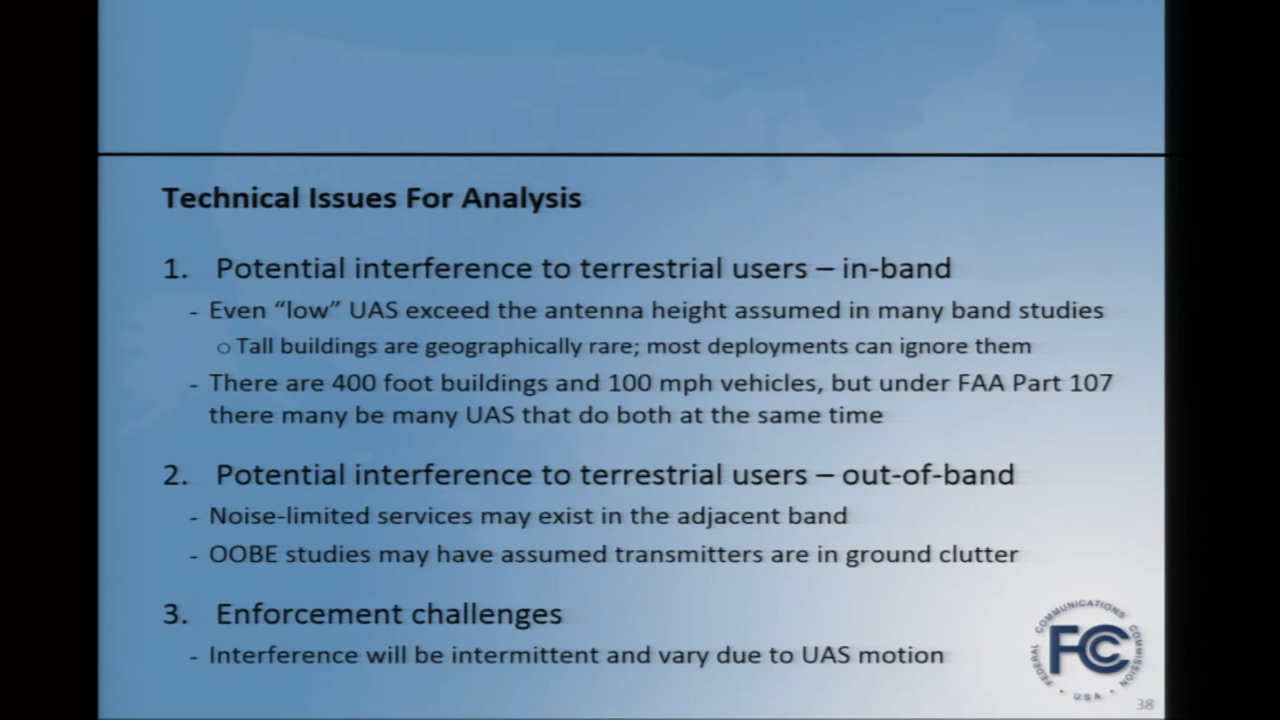 Technical Issues For Analysis
1. Potential interference to terrestrial users – in-band
- Even “low” UAS exceed the antenna height assumed in many band studies
o Tall buildings are geographically rare; most deployments can ignore them
- There are 400 foot buildings and 100 mph vehicles, but under FAA Part 107
there many be many UAS that do both at the same time
2. Potential interference to terrestrial users – out-of-band
- Noise-limited services may exist in the adjacent band
- OOBE studies may have assumed transmitters are in ground clutter
3. Enforcement challenges
- Interference will be intermittent and vary due to UAS motion
FEDERAL COMMUNICATIONS COMMISSION
FCC
• USA •
38